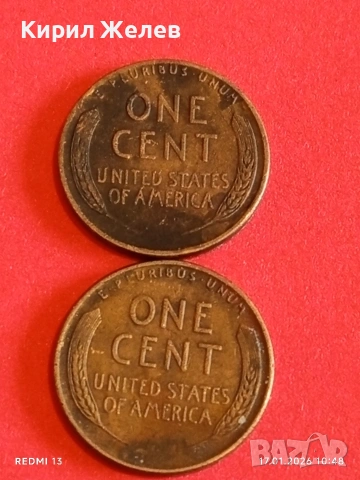 Кирил Желев
E·PLURIBUS·UNUM
ONE
CENT
UNITED STATES
OF AMERICA
E·PLURIBUS·UNUM
ONE
CENT
UNITED STATES
OF AMERICA
REDMI 13
17.01.2026 10:48
BAZAR